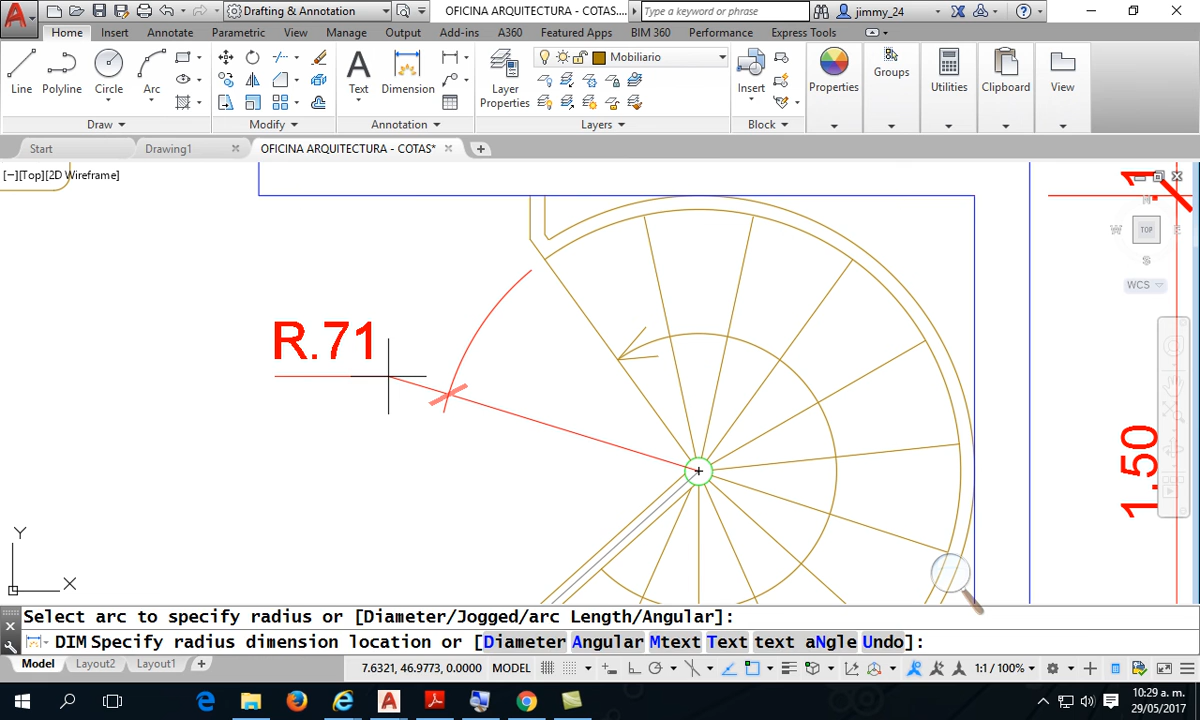 Drafting & Annotation
OFICINA ARQUITECTURA - COTAS....
Type a keyword or phrase
jimmy_24
Home Insert Annotate Parametric View Manage Output Add-ins A360 Featured Apps BIM 360 Performance Express Tools
Line Polyline Circle Arc
Text Dimension
Layer Properties
Mobiliario
Insert
Properties
Groups
Utilities
Clipboard
View
Draw Modify Annotation Layers Block
Start Drawing1 OFICINA ARQUITECTURA - COTAS*
[−][Top][2D Wireframe]
R.71
.1
1.50
TOP
W
S
E
WCS
Y
X
Select arc to specify radius or [Diameter/Jogged/arc Length/Angular]:
DIM Specify radius dimension location or [Diameter Angular Mtext Text text aNgle Undo]:
Model Layout2 Layout1
7.6321, 46.9773, 0.0000 MODEL 1:1 / 100%
10:29 a. m.
29/05/2017